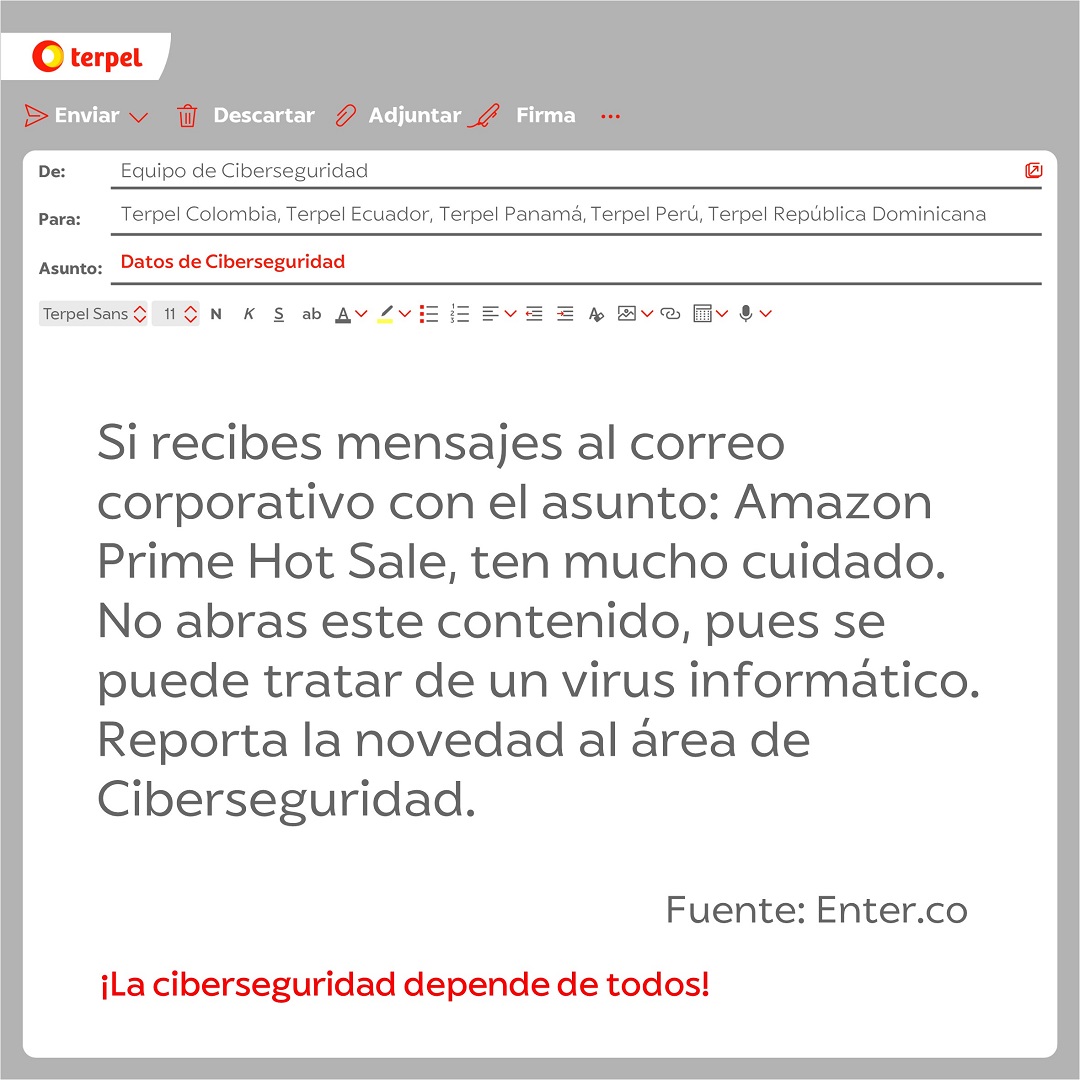 terpel
Enviar Descartar Adjuntar Firma ...
De: Equipo de Ciberseguridad
Para: Terpel Colombia, Terpel Ecuador, Terpel Panamá, Terpel Perú, Terpel República Dominicana
Asunto: Datos de Ciberseguridad
Terpel Sans 11 N K S ab A
Si recibes mensajes al correo
corporativo con el asunto: Amazon
Prime Hot Sale, ten mucho cuidado.
No abras este contenido, pues se
puede tratar de un virus informático.
Reporta la novedad al área de
Ciberseguridad.
Fuente: Enter.co
¡La ciberseguridad depende de todos!